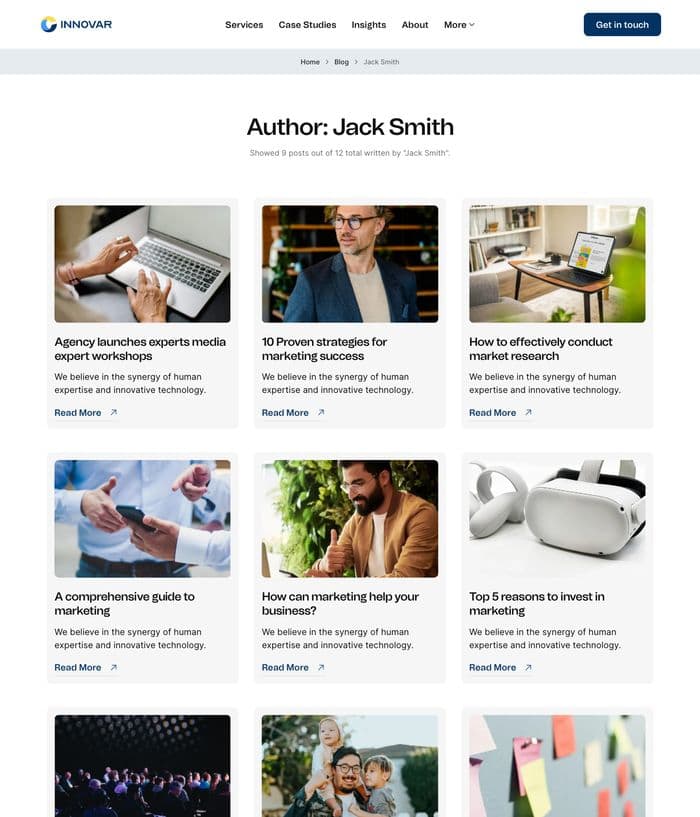 INNOVAR
Services Case Studies Insights About More
Get in touch
Home > Blog > Jack Smith
Author: Jack Smith
Showed 9 posts out of 12 total written by "Jack Smith".
Agency launches experts media
expert workshops
We believe in the synergy of human
expertise and innovative technology.
Read More
10 Proven strategies for
marketing success
We believe in the synergy of human
expertise and innovative technology.
Read More
How to effectively conduct
market research
We believe in the synergy of human
expertise and innovative technology.
Read More
A comprehensive guide to
marketing
We believe in the synergy of human
expertise and innovative technology.
Read More
How can marketing help your
business?
We believe in the synergy of human
expertise and innovative technology.
Read More
Top 5 reasons to invest in
marketing
We believe in the synergy of human
expertise and innovative technology.
Read More